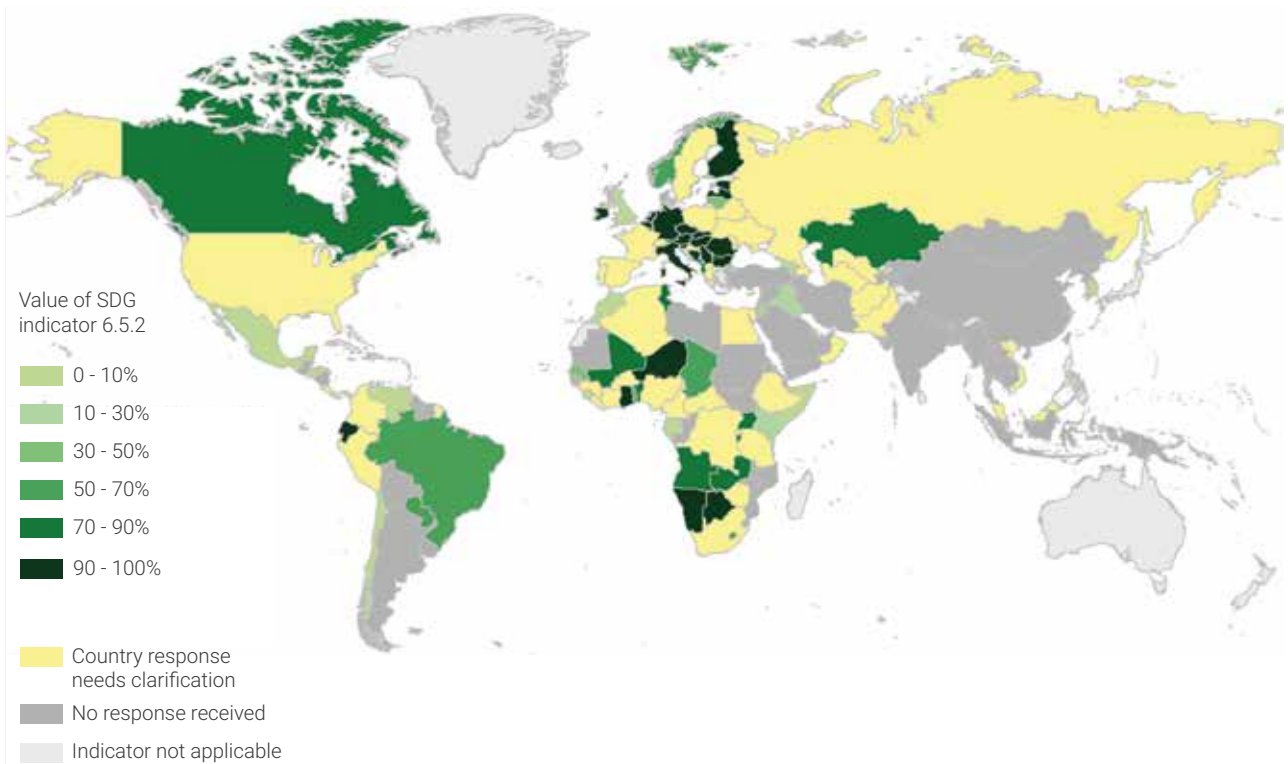 Value of SDG
indicator 6.5.2
0 - 10%
10 - 30%
30 - 50%
50 - 70%
70 - 90%
90 - 100%
Country response
needs clarification
No response received
Indicator not applicable